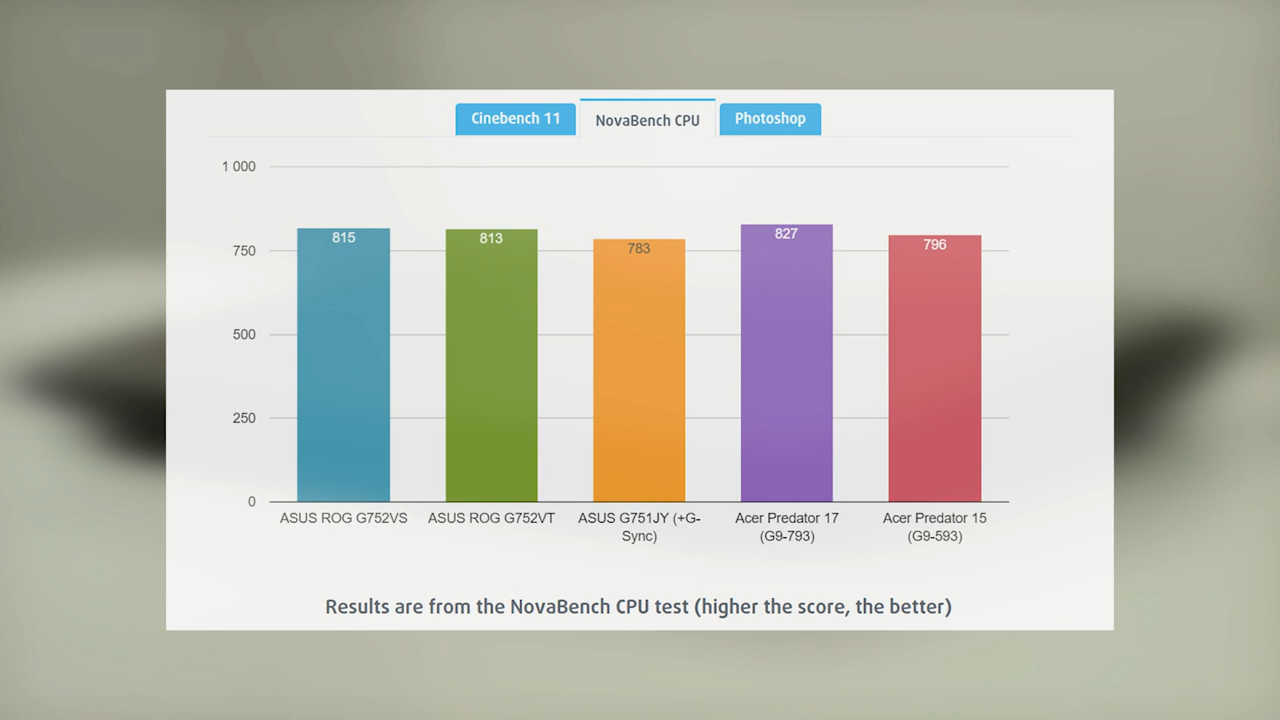 Cinebench 11
NovaBench CPU
Photoshop
1 000
750
500
250
0
815
813
783
827
796
ASUS ROG G752VS
ASUS ROG G752VT
ASUS G751JY (+G-
Sync)
Acer Predator 17
(G9-793)
Acer Predator 15
(G9-593)
Results are from the NovaBench CPU test (higher the score, the better)